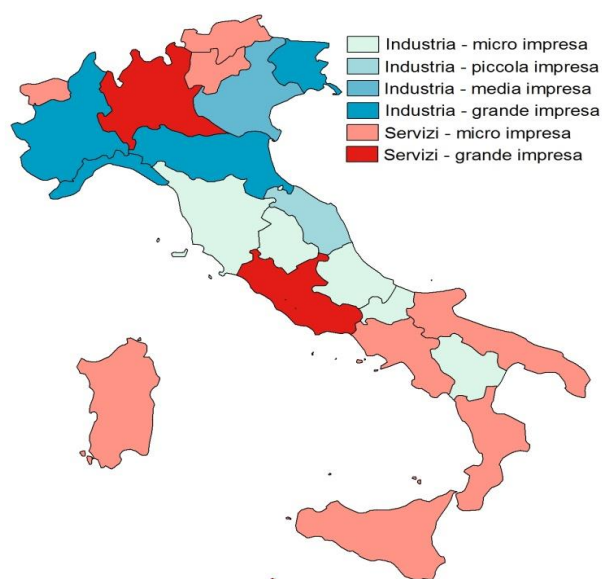 Industria - micro impresa
Industria - piccola impresa
Industria - media impresa
Industria - grande impresa
Servizi - micro impresa
Servizi - grande impresa